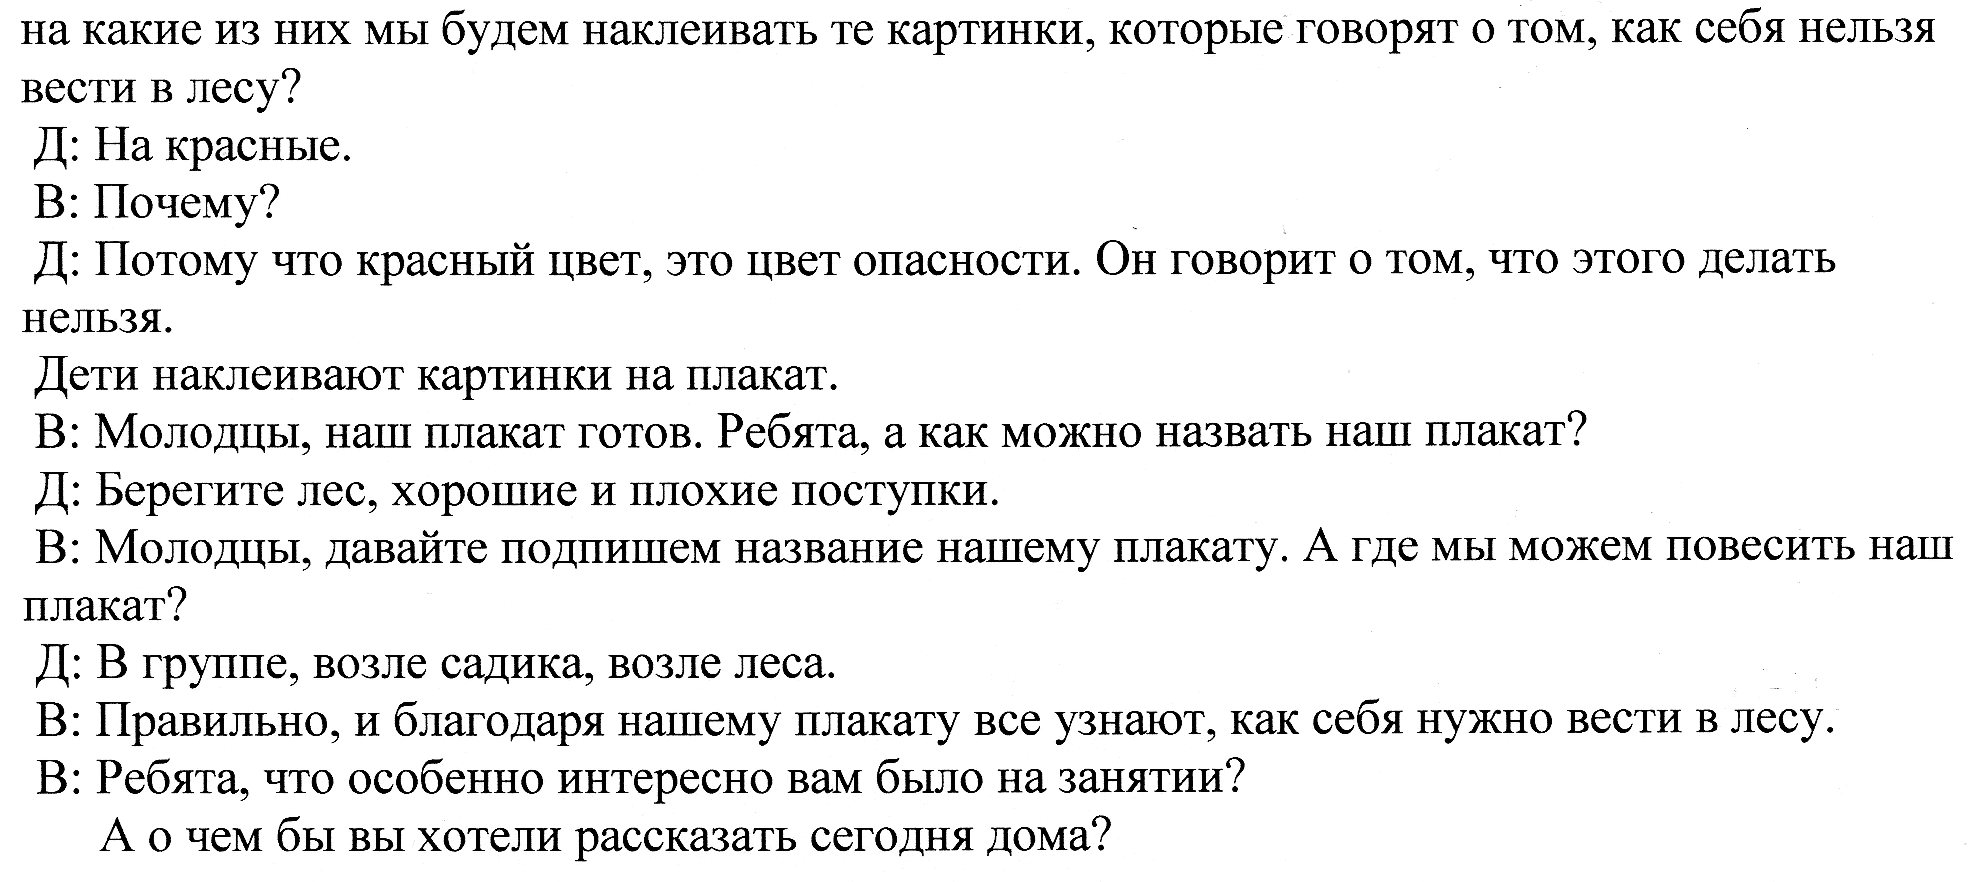 на какие из них мы будем наклеивать те картинки, которые говорят о том, как себя нельзя
вести в лесу?
Д: На красные.
В: Почему?
Д: Потому что красный цвет, это цвет опасности. Он говорит о том, что этого делать
нельзя.
Дети наклеивают картинки на плакат.
В: Молодцы, наш плакат готов. Ребята, а как можно назвать наш плакат?
Д: Берегите лес, хорошие и плохие поступки.
В: Молодцы, давайте подпишем название нашему плакату. А где мы можем повесить наш
плакат?
Д: В группе, возле садика, возле леса.
В: Правильно, и благодаря нашему плакату все узнают, как себя нужно вести в лесу.
В: Ребята, что особенно интересно вам было на занятии?
А о чем бы вы хотели рассказать сегодня дома?